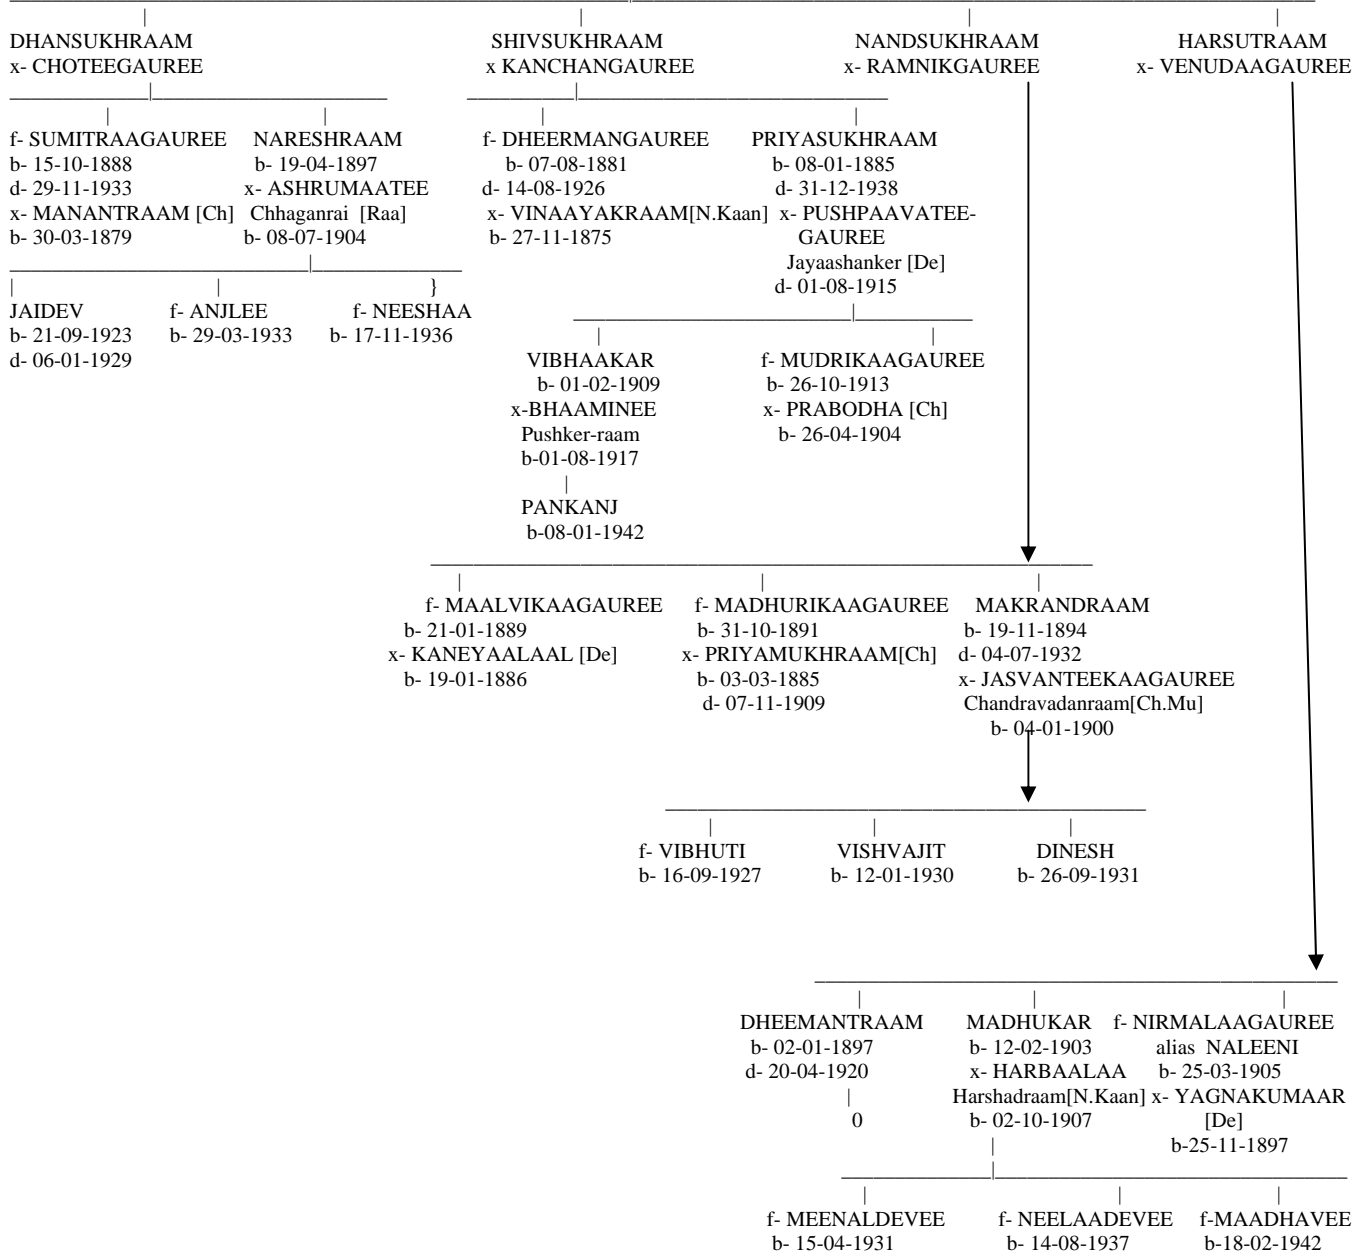 DHANSUKHRAAM SHIVSUKHRAAM NANDSUKHRAAM HARSUTRAAM
x- CHOTEEGAUREE x KANCHANGAUREE x- RAMNIKGAUREE x- VENUDAAGAUREE
f- SUMITRAAGAUREE NARESHRAAM f- DHEERMANGAUREE PRIYASUKHRAAM
b- 15-10-1888 b- 19-04-1897 b- 07-08-1881 b- 08-01-1885
d- 29-11-1933 x- ASHRUMAATEE d- 14-08-1926 d- 31-12-1938
x- MANANTRAAM [Ch] Chhaganrai [Raa] x- VINAAYAKRAAM[N.Kaan] x- PUSHPAAVATEE-
b- 30-03-1879 b- 08-07-1904 b- 27-11-1875 GAUREE
Jayaashanker [De]
} d- 01-08-1915
JAIDEV f- ANJLEE f- NEESHAA
b- 21-09-1923 b- 29-03-1933 b- 17-11-1936
d- 06-01-1929 VIBHAAKAR f- MUDRIKAAGAUREE
b- 01-02-1909 b- 26-10-1913
x-BHAAMINEE x- PRABODHA [Ch]
Pushker-raam b- 26-04-1904
b-01-08-1917
PANKANJ
b-08-01-1942
f- MAALVIKAAGAUREE f- MADHURIKAAGAUREE MAKRANDRAAM
b- 21-01-1889 b- 31-10-1891 b- 19-11-1894
x- KANEYAALAAL [De] x- PRIYAMUKHRAAM[Ch] d- 04-07-1932
b- 19-01-1886 b- 03-03-1885 x- JASVANTEEKAAGAUREE
d- 07-11-1909 Chandravadanraam[Ch.Mu]
b- 04-01-1900
f- VIBHUTI VISHVAJIT DINESH
b- 16-09-1927 b- 12-01-1930 b- 26-09-1931
DHEEMANTRAAM MADHUKAR f- NIRMALAAGAUREE
b- 02-01-1897 b- 12-02-1903 alias NALEENI
d- 20-04-1920 x- HARBAALAA b- 25-03-1905
Harshadraam[N.Kaan] x- YAGNAKUMAAR
0 b- 02-10-1907 [De]
b-25-11-1897
f- MEENALDEVEE f- NEELAADEVEE f-MAADHAVEE
b- 15-04-1931 b- 14-08-1937 b-18-02-1942